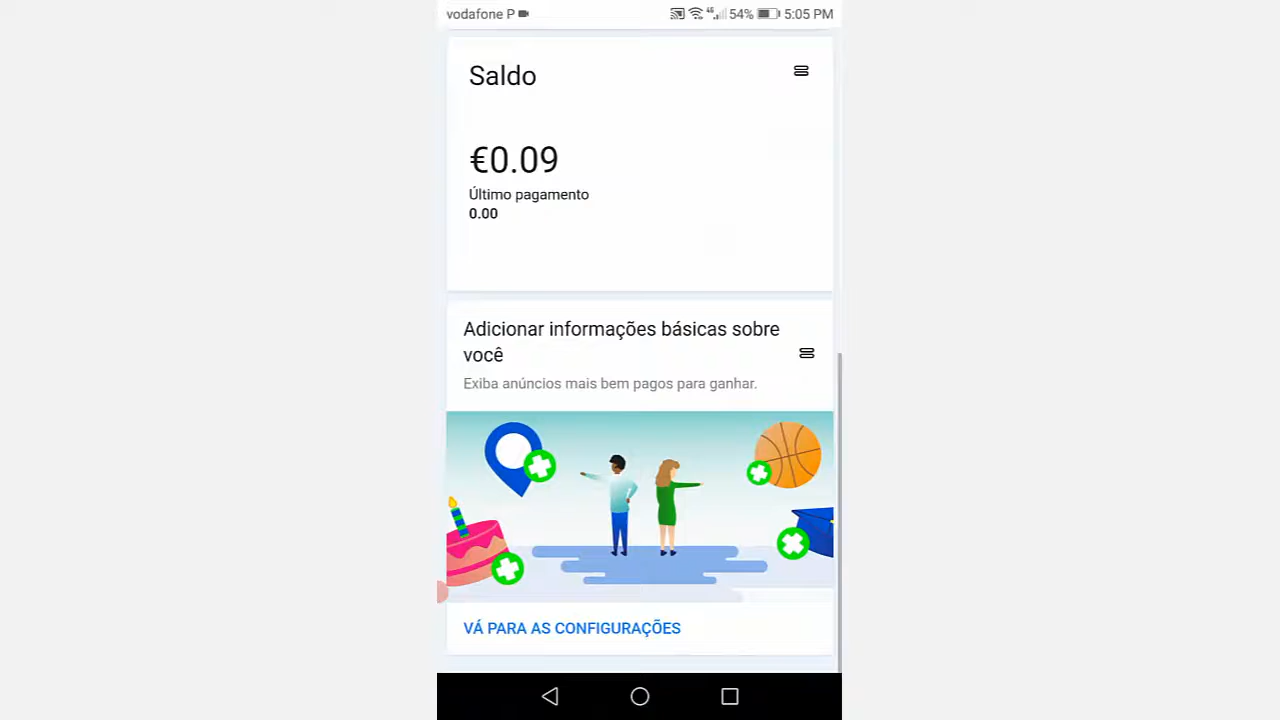 vodafone P 4G 54% 5:05 PM
Saldo
€0.09
Último pagamento
0.00
Adicionar informações básicas sobre
você
Exiba anúncios mais bem pagos para ganhar.
VÁ PARA AS CONFIGURAÇÕES